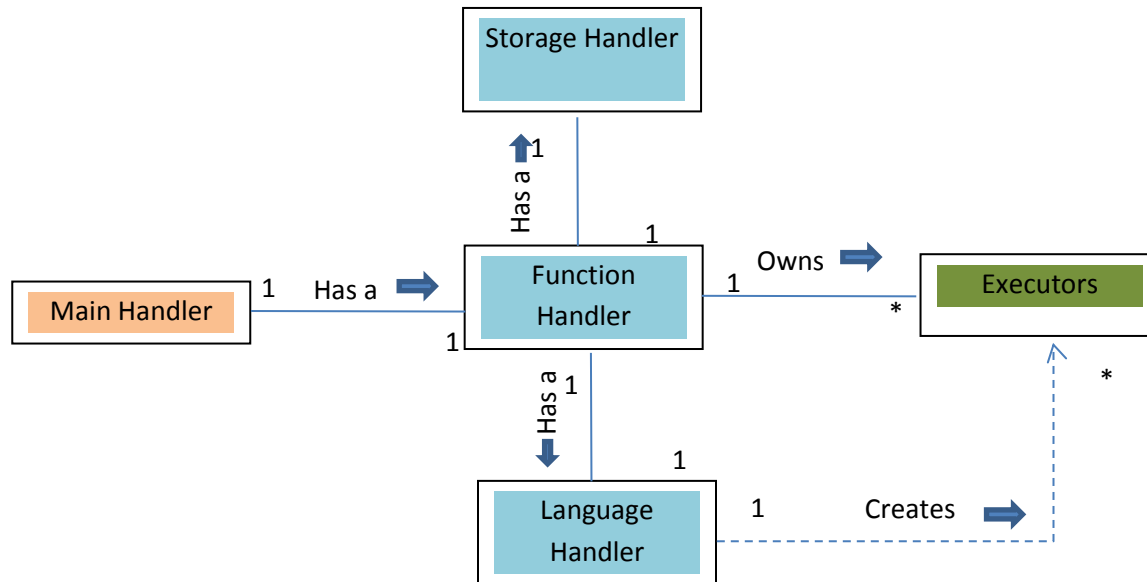 Storage Handler
1
Has a
1
Main Handler
1
Has a
1
Function
Handler
1
Owns
*
Executors
Has a
1
1
*
Language
Handler
1
Creates